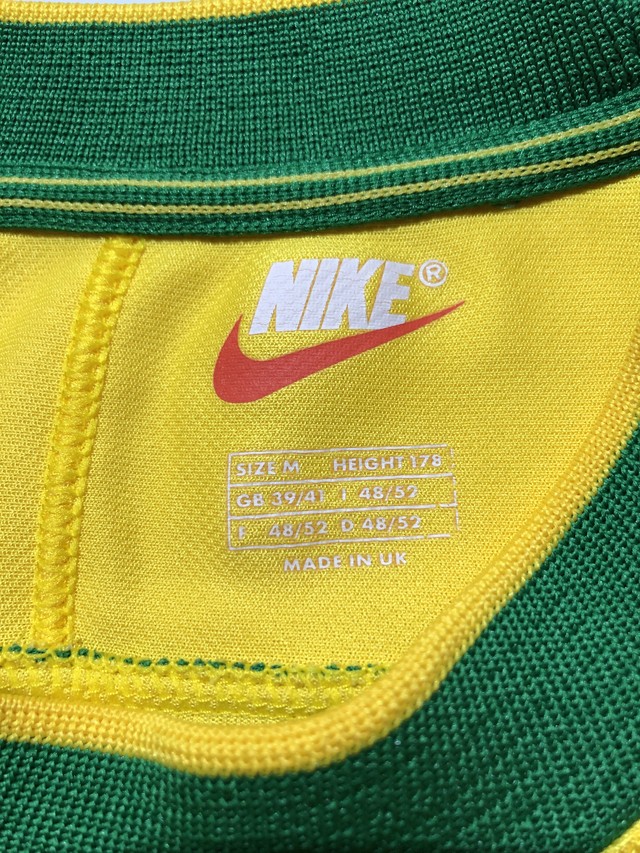 NIKE®
SIZE M HEIGHT 178
GB 39/41 I 48/52
F 48/52 D 48/52
MADE IN UK